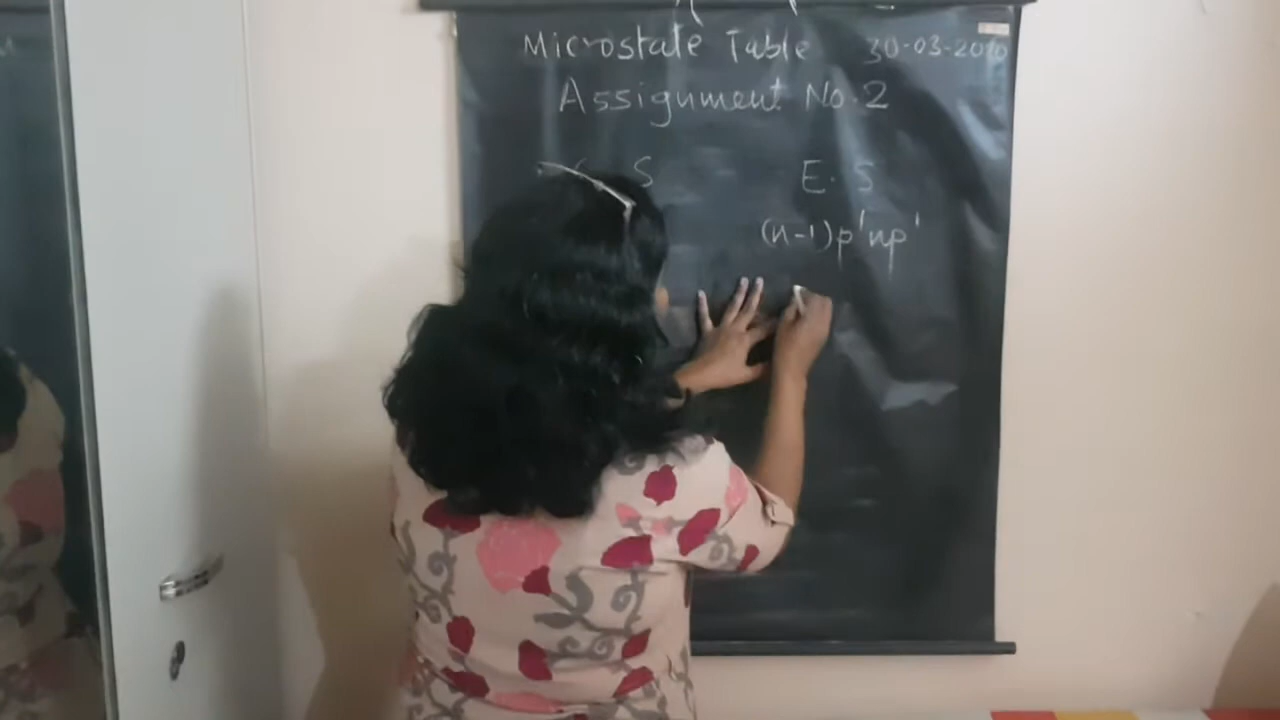 Microstate Table 30-03-2010
Assignment No. 2
S E. S
(n-1)p'np'